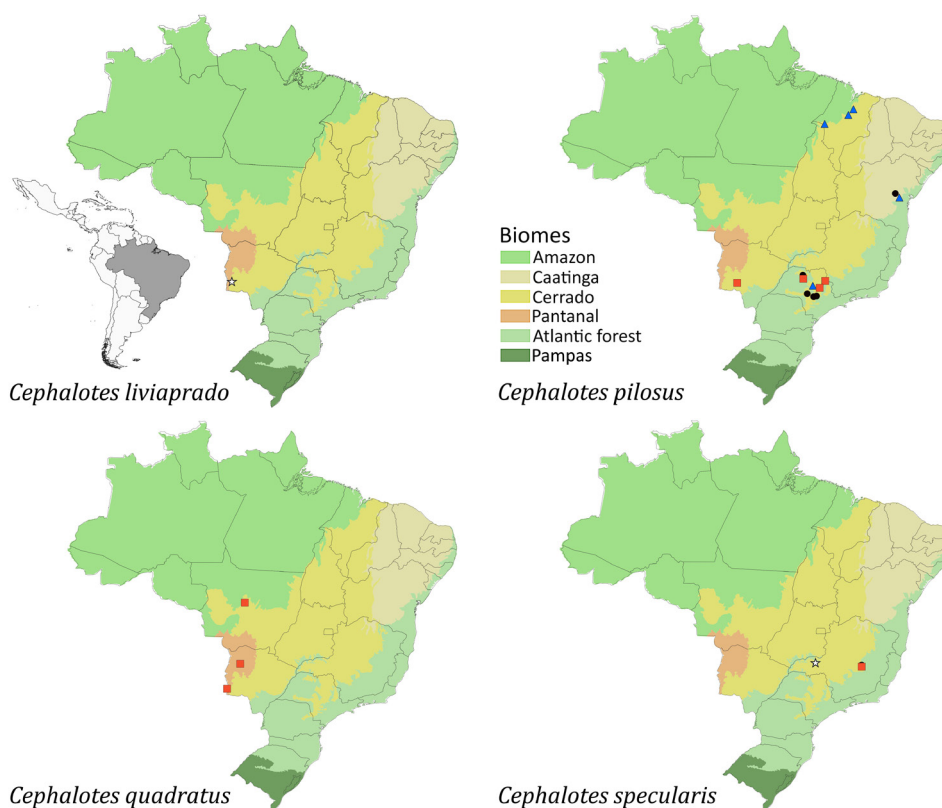 Biomes
Amazon
Caatinga
Cerrado
Pantanal
Atlantic forest
Pampas
Cephalotes liviaprado
Cephalotes pilosus
Cephalotes quadratus
Cephalotes specularis